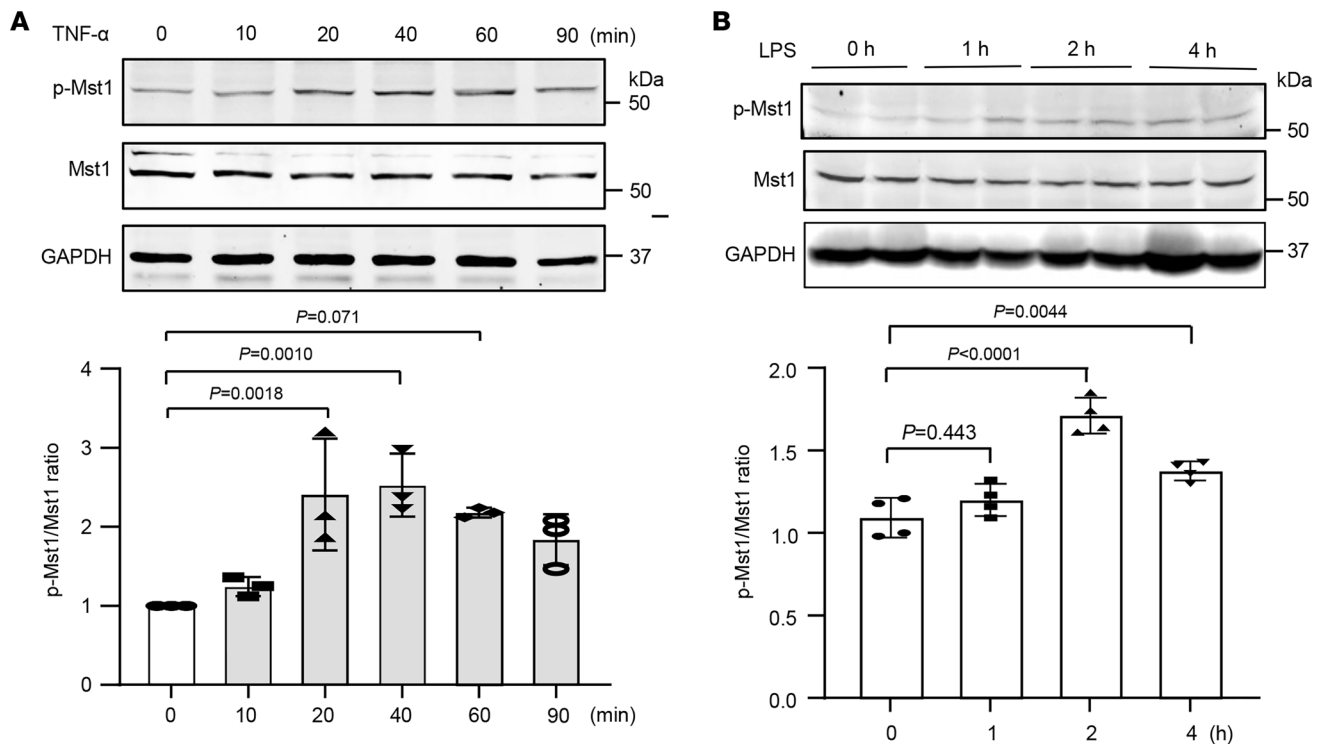 A
TNF-α 0 10 20 40 60 90 (min)
p-Mst1
kDa
50
Mst1
50
GAPDH
37
P=0.071
P=0.0010
P=0.0018
p-Mst1/Mst1 ratio
4
3
2
1
0
0 10 20 40 60 90 (min)
B
LPS 0 h 1 h 2 h 4 h
p-Mst1
kDa
50
Mst1
50
GAPDH
37
P=0.0044
P<0.0001
P=0.443
p-Mst1/Mst1 ratio
2.0
1.5
1.0
0.5
0.0
0 1 2 4 (h)